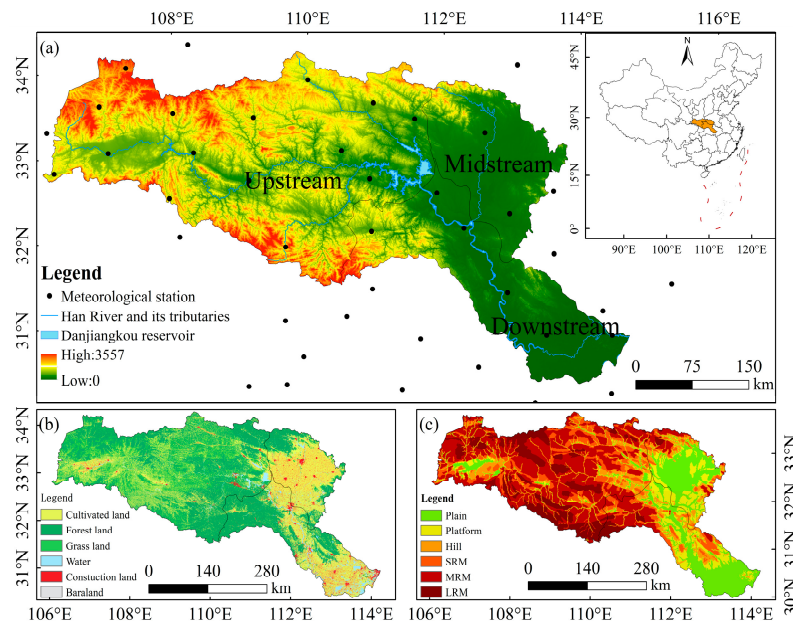 108°E 110°E 112°E 114°E 116°E
(a)
34°N
33°N
32°N
31°N
Upstream
Midstream
Downstream
Legend
Meteorological station
Han River and its tributaries
Danjiangkou reservoir
High:3557
Low:0
0 75 150
km
N
45°N
30°N
15°N
0°
90°E 100°E 110°E 120°E
(b)
34°N
33°N
32°N
31°N
Legend
Cultivated land
Forest land
Grass land
Water
Constuction land
Baraland
0 140 280
km
106°E 108°E 110°E 112°E 114°E
(c)
Legend
Plain
Platform
Hill
SRM
MRM
LRM
0 140 280
km
33°N
32°N
31°N
30°N
106°E 108°E 110°E 112°E 114°E